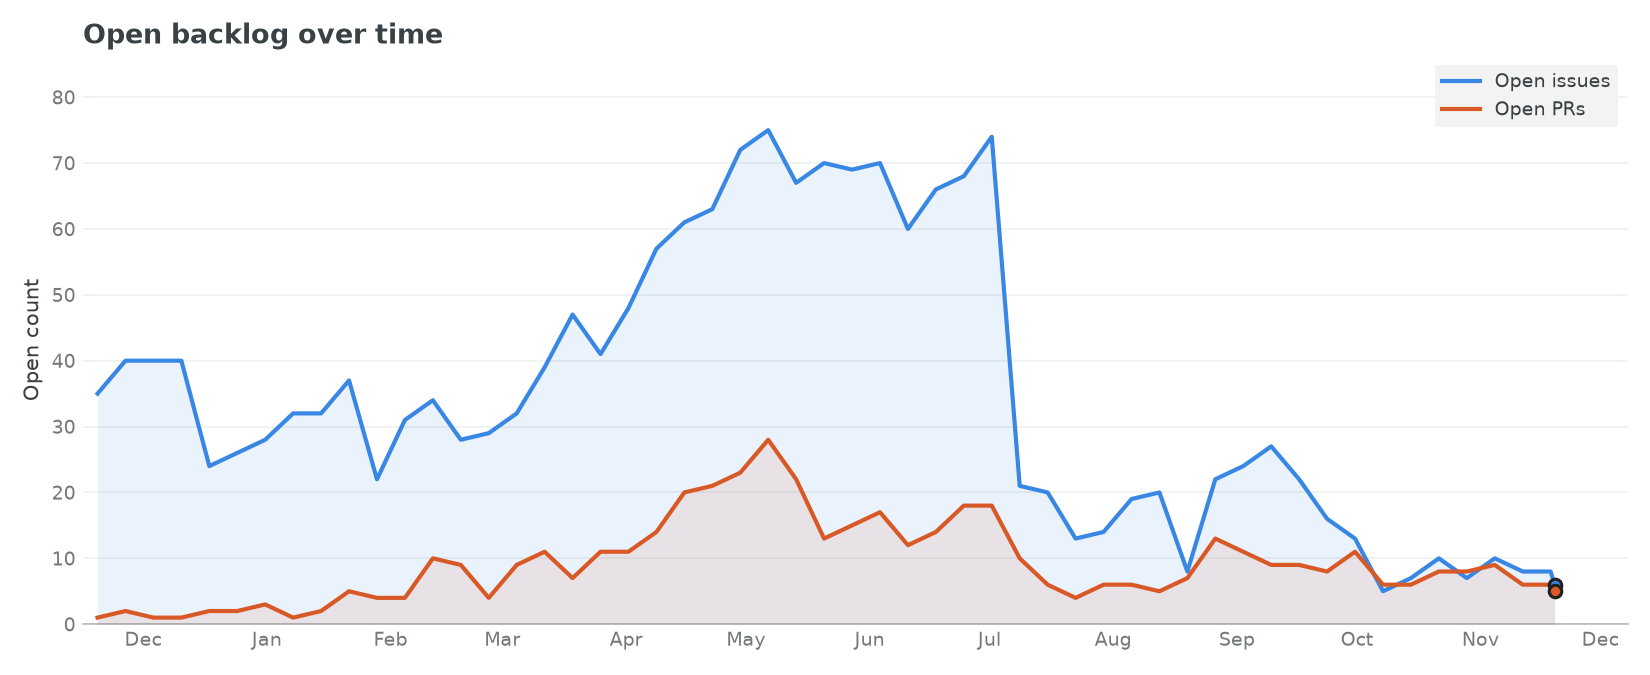 Open backlog over time
Open issues
Open PRs
Open count
80
70
60
50
40
30
20
10
0
Dec Jan Feb Mar Apr May Jun Jul Aug Sep Oct Nov Dec